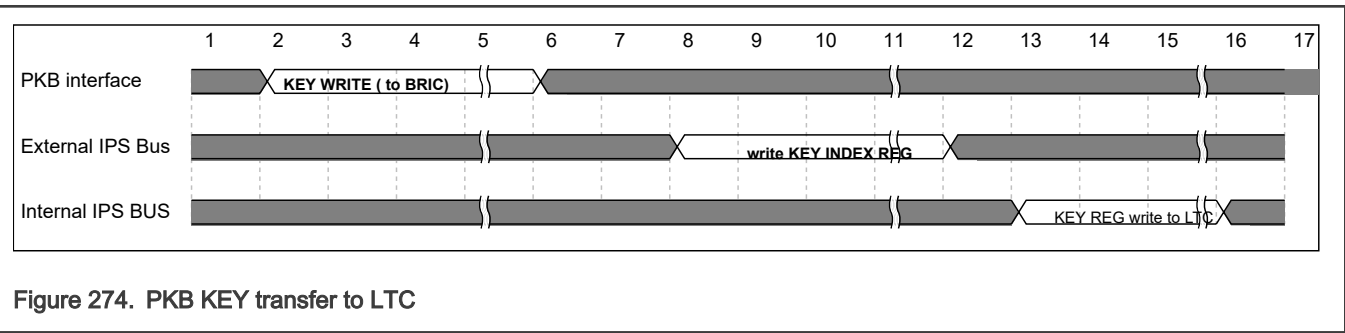 1 2 3 4 5 6 7 8 9 10 11 12 13 14 15 16 17
PKB interface KEY WRITE ( to BRIC)
External IPS Bus write KEY INDEX REG
Internal IPS BUS KEY REG write to LTC
Figure 274. PKB KEY transfer to LTC